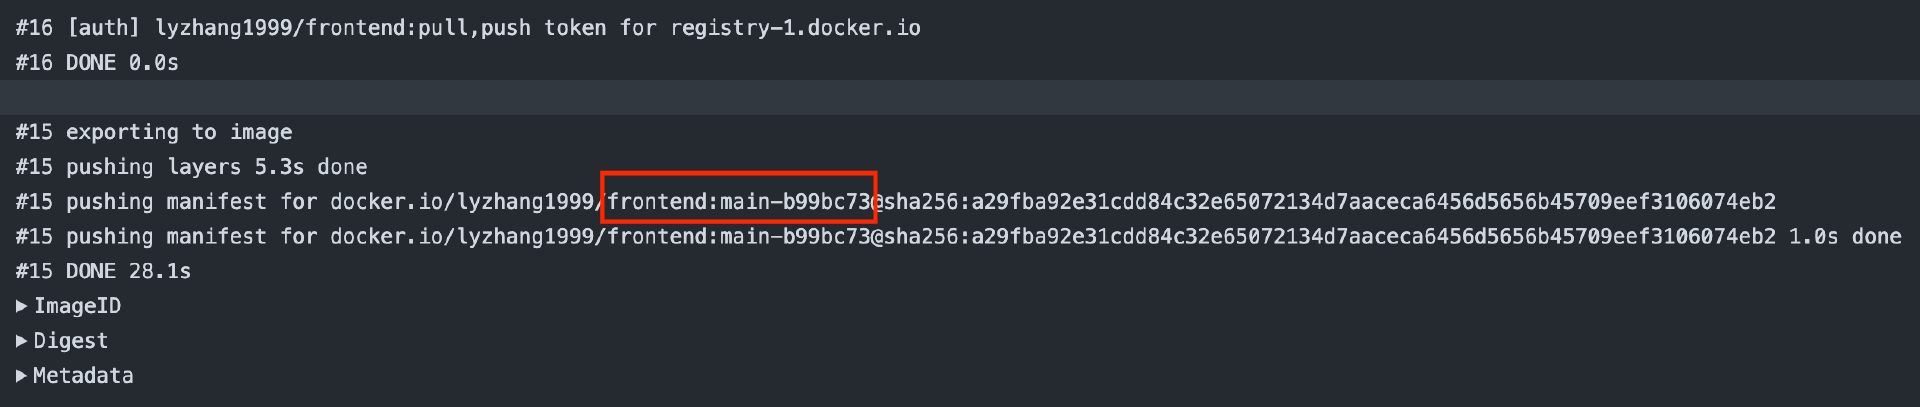 #16 [auth] lyzhang1999/frontend:pull,push token for registry-1.docker.io
#16 DONE 0.0s
#15 exporting to image
#15 pushing layers 5.3s done
#15 pushing manifest for docker.io/lyzhang1999/frontend:main-b99bc73@sha256:a29fba92e31cdd84c32e65072134d7aaceca6456d5656b45709eef3106074eb2
#15 pushing manifest for docker.io/lyzhang1999/frontend:main-b99bc73@sha256:a29fba92e31cdd84c32e65072134d7aaceca6456d5656b45709eef3106074eb2 1.0s done
#15 DONE 28.1s
▶ ImageID
▶ Digest
▶ Metadata